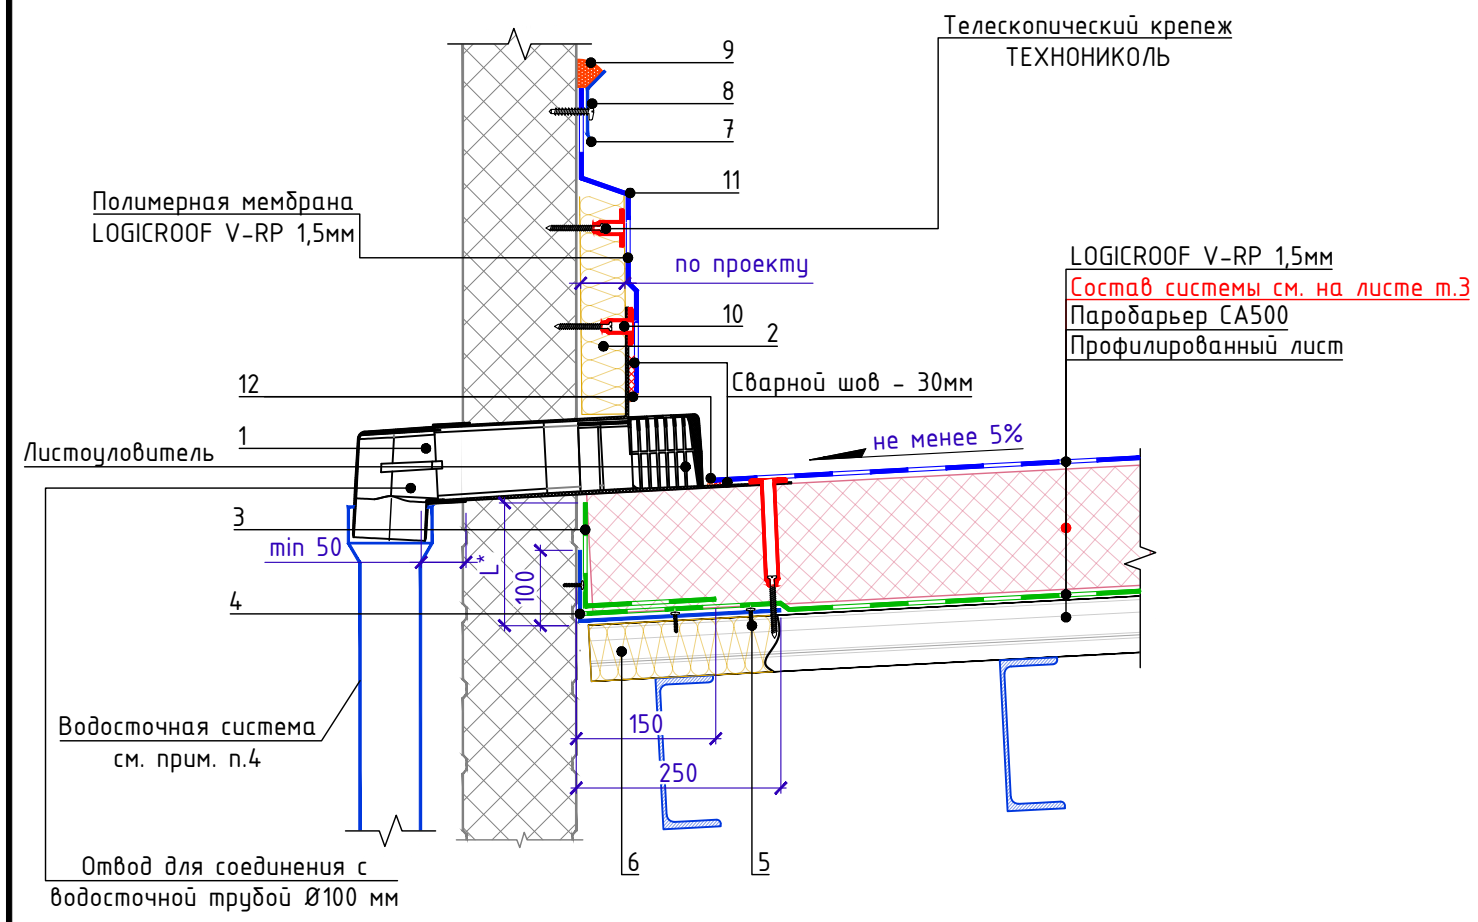 Телескопический крепеж
ТЕХНОНИКОЛЬ
9
8
7
11
Полимерная мембрана
LOGICROOF V-RP 1,5мм
по проекту
LOGICROOF V-RP 1,5мм
Состав системы см. на листе т.3
Паробарьер СА500
Профилированный лист
10
2
Сварной шов - 30мм
12
1
Листоуловитель
не менее 5%
3
min 50
L*
100
4
Водосточная система
см. прим. п.4
150
250
6
5
Отвод для соединения с
водосточной трубой Ø100 мм